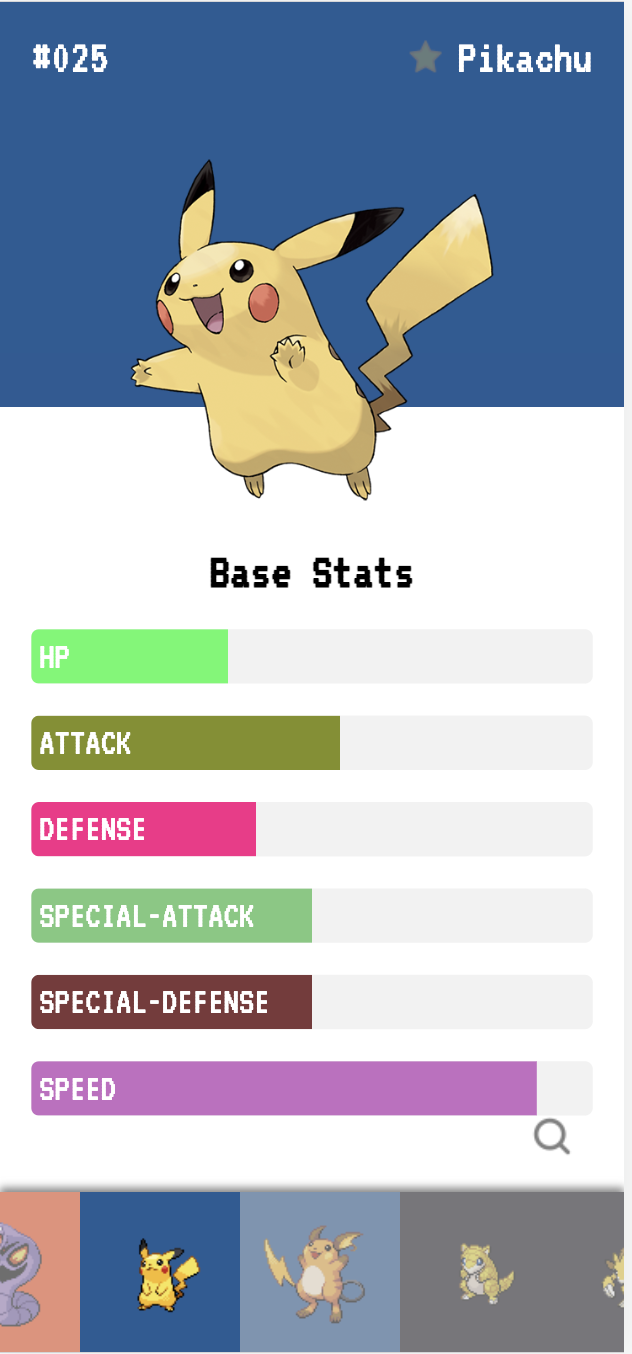 #025 Pikachu
Base Stats
HP
ATTACK
DEFENSE
SPECIAL-ATTACK
SPECIAL-DEFENSE
SPEED